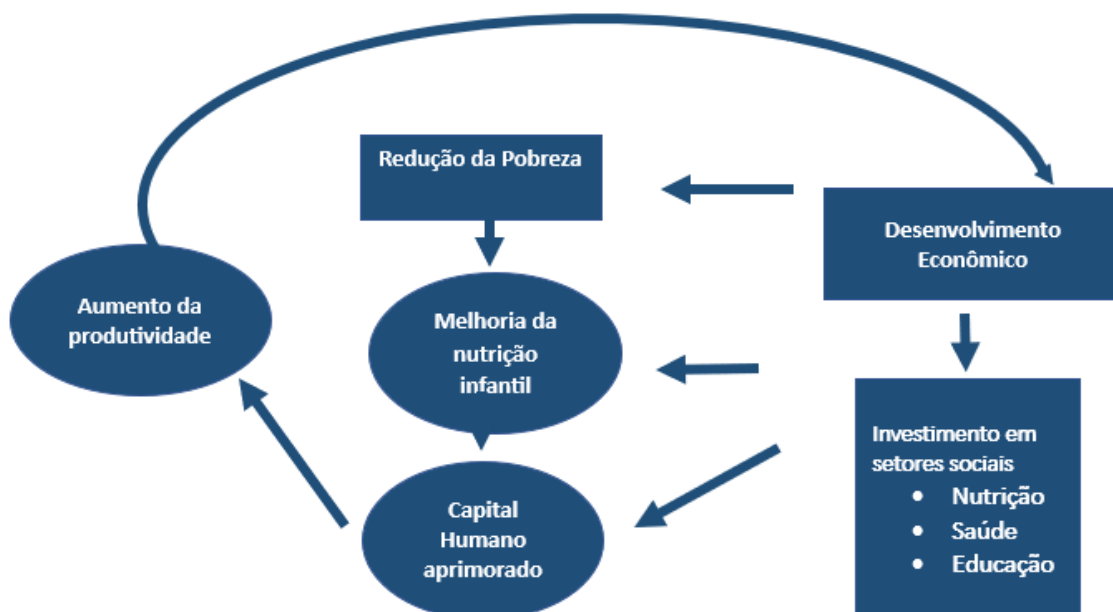 Redução da Pobreza
Desenvolvimento
Econômico
Aumento da
produtividade
Melhoria da
nutrição
infantil
Investimento em
setores sociais
• Nutrição
• Saúde
• Educação
Capital
Humano
aprimorado